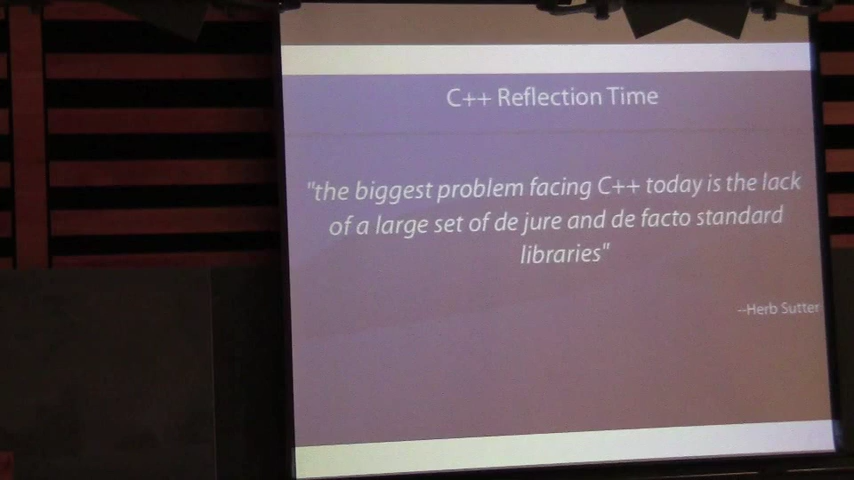 C++ Reflection Time
"the biggest problem facing C++ today is the lack
of a large set of de jure and de facto standard
libraries"
--Herb Sutter